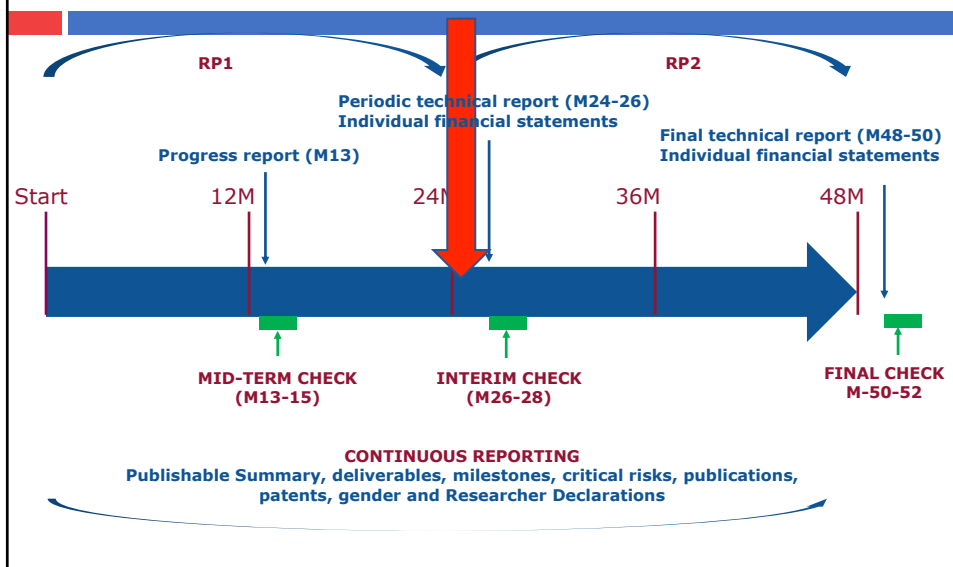 RP1
RP2
Periodic technical report (M24-26)
Individual financial statements
Final technical report (M48-50)
Individual financial statements
Progress report (M13)
Start
12M
24M
36M
48M
MID-TERM CHECK
(M13-15)
INTERIM CHECK
(M26-28)
FINAL CHECK
M-50-52
CONTINUOUS REPORTING
Publishable Summary, deliverables, milestones, critical risks, publications,
patents, gender and Researcher Declarations